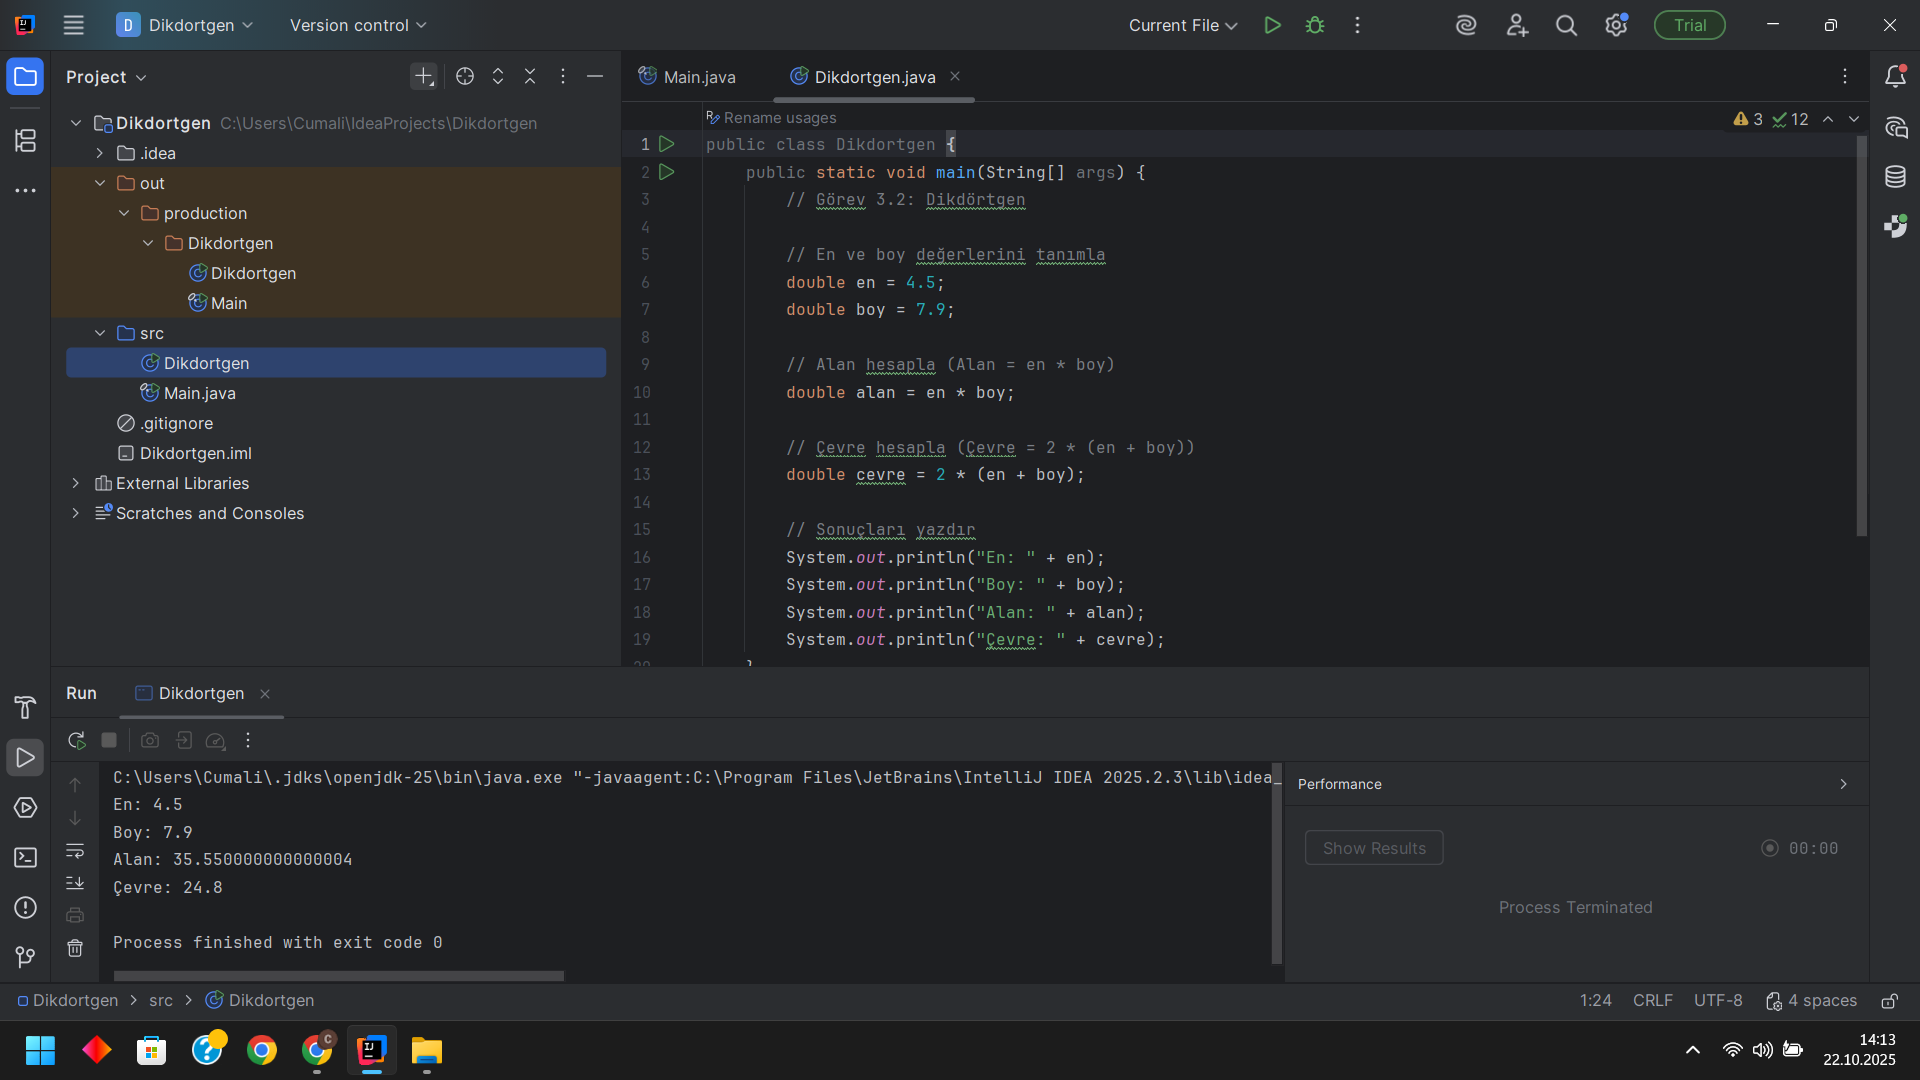 D Dikdortgen Version control Current File Trial
Project
Main.java Dikdortgen.java
Dikdortgen C:\Users\Cumali\IdeaProjects\Dikdortgen
.idea
out
production
Dikdortgen
Dikdortgen
Main
src
Dikdortgen
Main.java
.gitignore
Dikdortgen.iml
External Libraries
Scratches and Consoles
Rename usages 3 12
1 public class Dikdortgen {
2 public static void main(String[] args) {
3 // Görev 3.2: Dikdörtgen
4
5 // En ve boy değerlerini tanımla
6 double en = 4.5;
7 double boy = 7.9;
8
9 // Alan hesapla (Alan = en * boy)
10 double alan = en * boy;
11
12 // Çevre hesapla (Çevre = 2 * (en + boy))
13 double cevre = 2 * (en + boy);
14
15 // Sonuçları yazdır
16 System.out.println("En: " + en);
17 System.out.println("Boy: " + boy);
18 System.out.println("Alan: " + alan);
19 System.out.println("Çevre: " + cevre);
20 }
Run Dikdortgen
C:\Users\Cumali\.jdks\openjdk-25\bin\java.exe "-javaagent:C:\Program Files\JetBrains\IntelliJ IDEA 2025.2.3\lib\idea_
En: 4.5
Boy: 7.9
Alan: 35.550000000000004
Çevre: 24.8
Process finished with exit code 0
Performance
Show Results 00:00
Process Terminated
Dikdortgen src Dikdortgen 1:24 CRLF UTF-8 4 spaces
14:13
22.10.2025